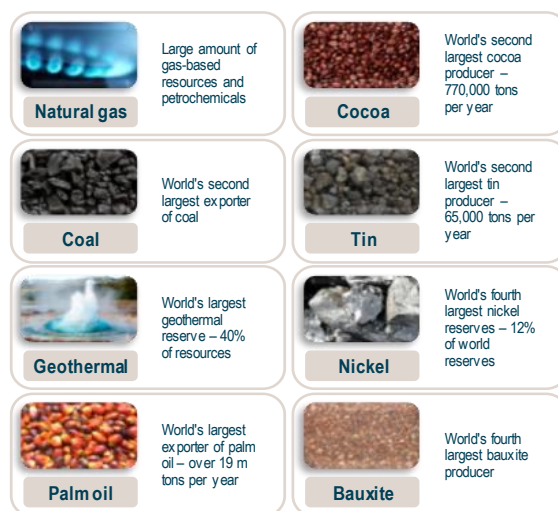 Large amount of
gas-based
resources and
petrochemicals
Natural gas
World's second
largest cocoa
producer –
770,000 tons
per year
Cocoa
World's second
largest exporter
of coal
Coal
World's second
largest tin
producer –
65,000 tons per
year
Tin
World's largest
geothermal
reserve – 40%
of resources
Geothermal
World's fourth
largest nickel
reserves – 12%
of world
reserves
Nickel
World's largest
exporter of palm
oil – over 19 m
tons per year
Palm oil
World's fourth
largest bauxite
producer
Bauxite